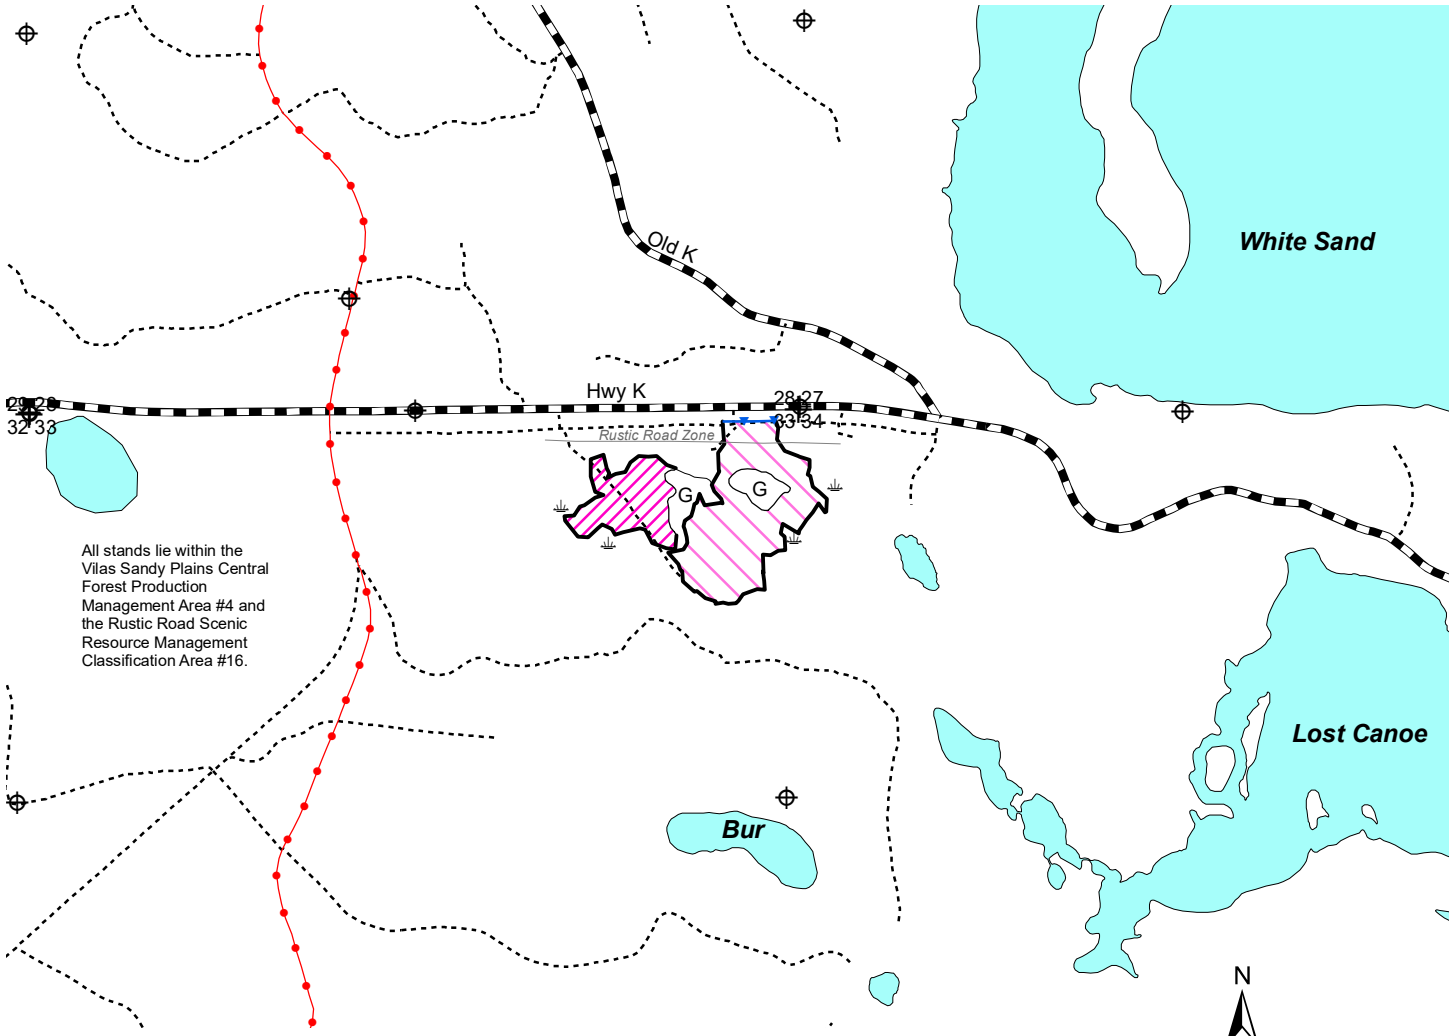 White Sand
Old K
Hwy K
29 28
32 33
28 27
33 34
Rustic Road Zone
G
G
All stands lie within the
Vilas Sandy Plains Central
Forest Production
Management Area #4 and
the Rustic Road Scenic
Resource Management
Classification Area #16.
Lost Canoe
Bur
N